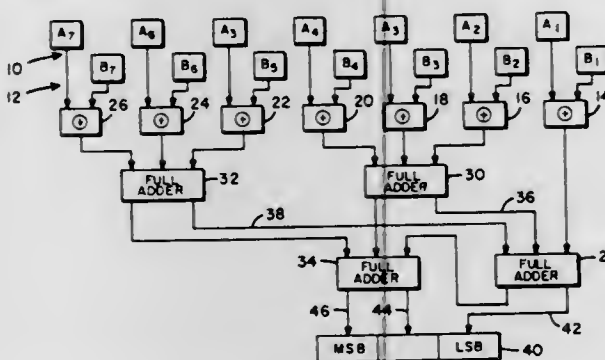 A7 A6 A3 A4 A3 A2 A1
10
B7 B6 B5 B4 B3 B2 B1
12
26 24 22 20 18 16 14
FULL ADDER 32
FULL ADDER 30
36
38
34 FULL ADDER
FULL ADDER 2
46 44
42
MSB LSB 40